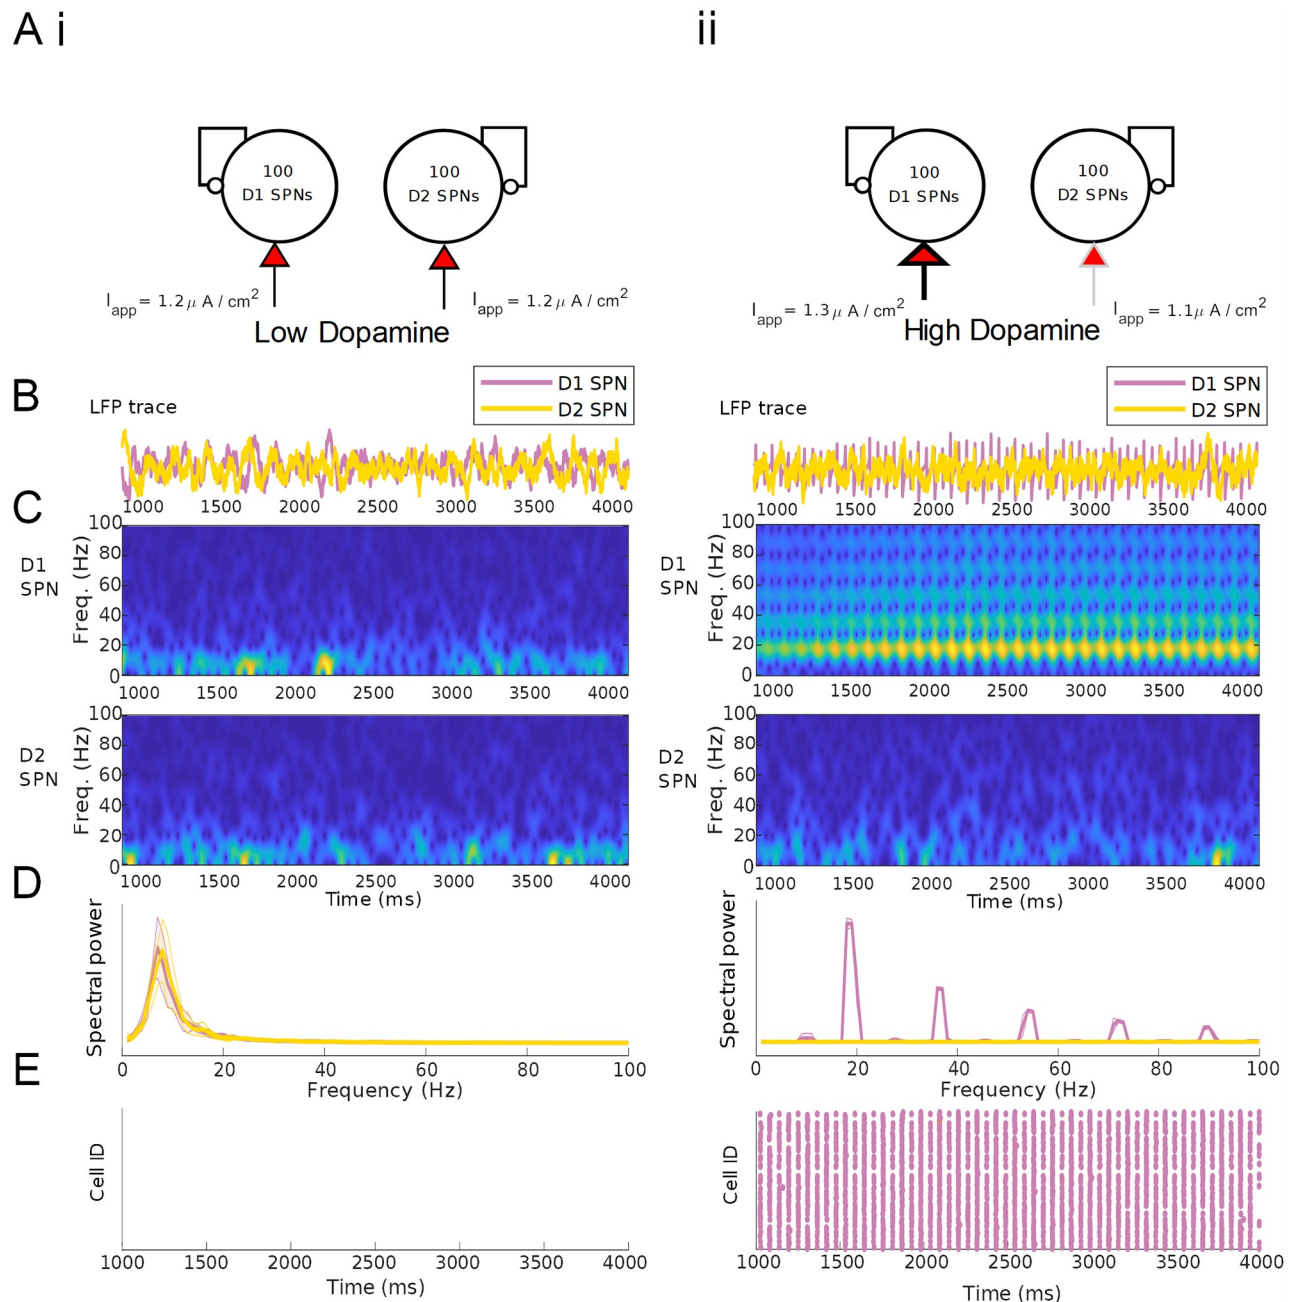 A i
ii
100
D1 SPNs
100
D2 SPNs
100
D1 SPNs
100
D2 SPNs
Iapp = 1.2 μ A / cm2
Iapp = 1.2 μ A / cm2
Iapp = 1.3 μ A / cm2
Iapp = 1.1 μ A / cm2
Low Dopamine
High Dopamine
B
LFP trace
D1 SPN
D2 SPN
LFP trace
D1 SPN
D2 SPN
1000 1500 2000 2500 3000 3500 4000
1000 1500 2000 2500 3000 3500 4000
C
D1
SPN
Freq. (Hz)
100
80
60
40
20
0
1000 1500 2000 2500 3000 3500 4000
D1
SPN
Freq. (Hz)
100
80
60
40
20
0
1000 1500 2000 2500 3000 3500 4000
D2
SPN
Freq. (Hz)
100
80
60
40
20
0
1000 1500 2000 2500 3000 3500 4000
Time (ms)
D2
SPN
Freq. (Hz)
100
80
60
40
20
0
1000 1500 2000 2500 3000 3500 4000
Time (ms)
D
Spectral power
0 20 40 60 80 100
Frequency (Hz)
Spectral power
0 20 40 60 80 100
Frequency (Hz)
E
Cell ID
1000 1500 2000 2500 3000 3500 4000
Time (ms)
Cell ID
1000 1500 2000 2500 3000 3500 4000
Time (ms)